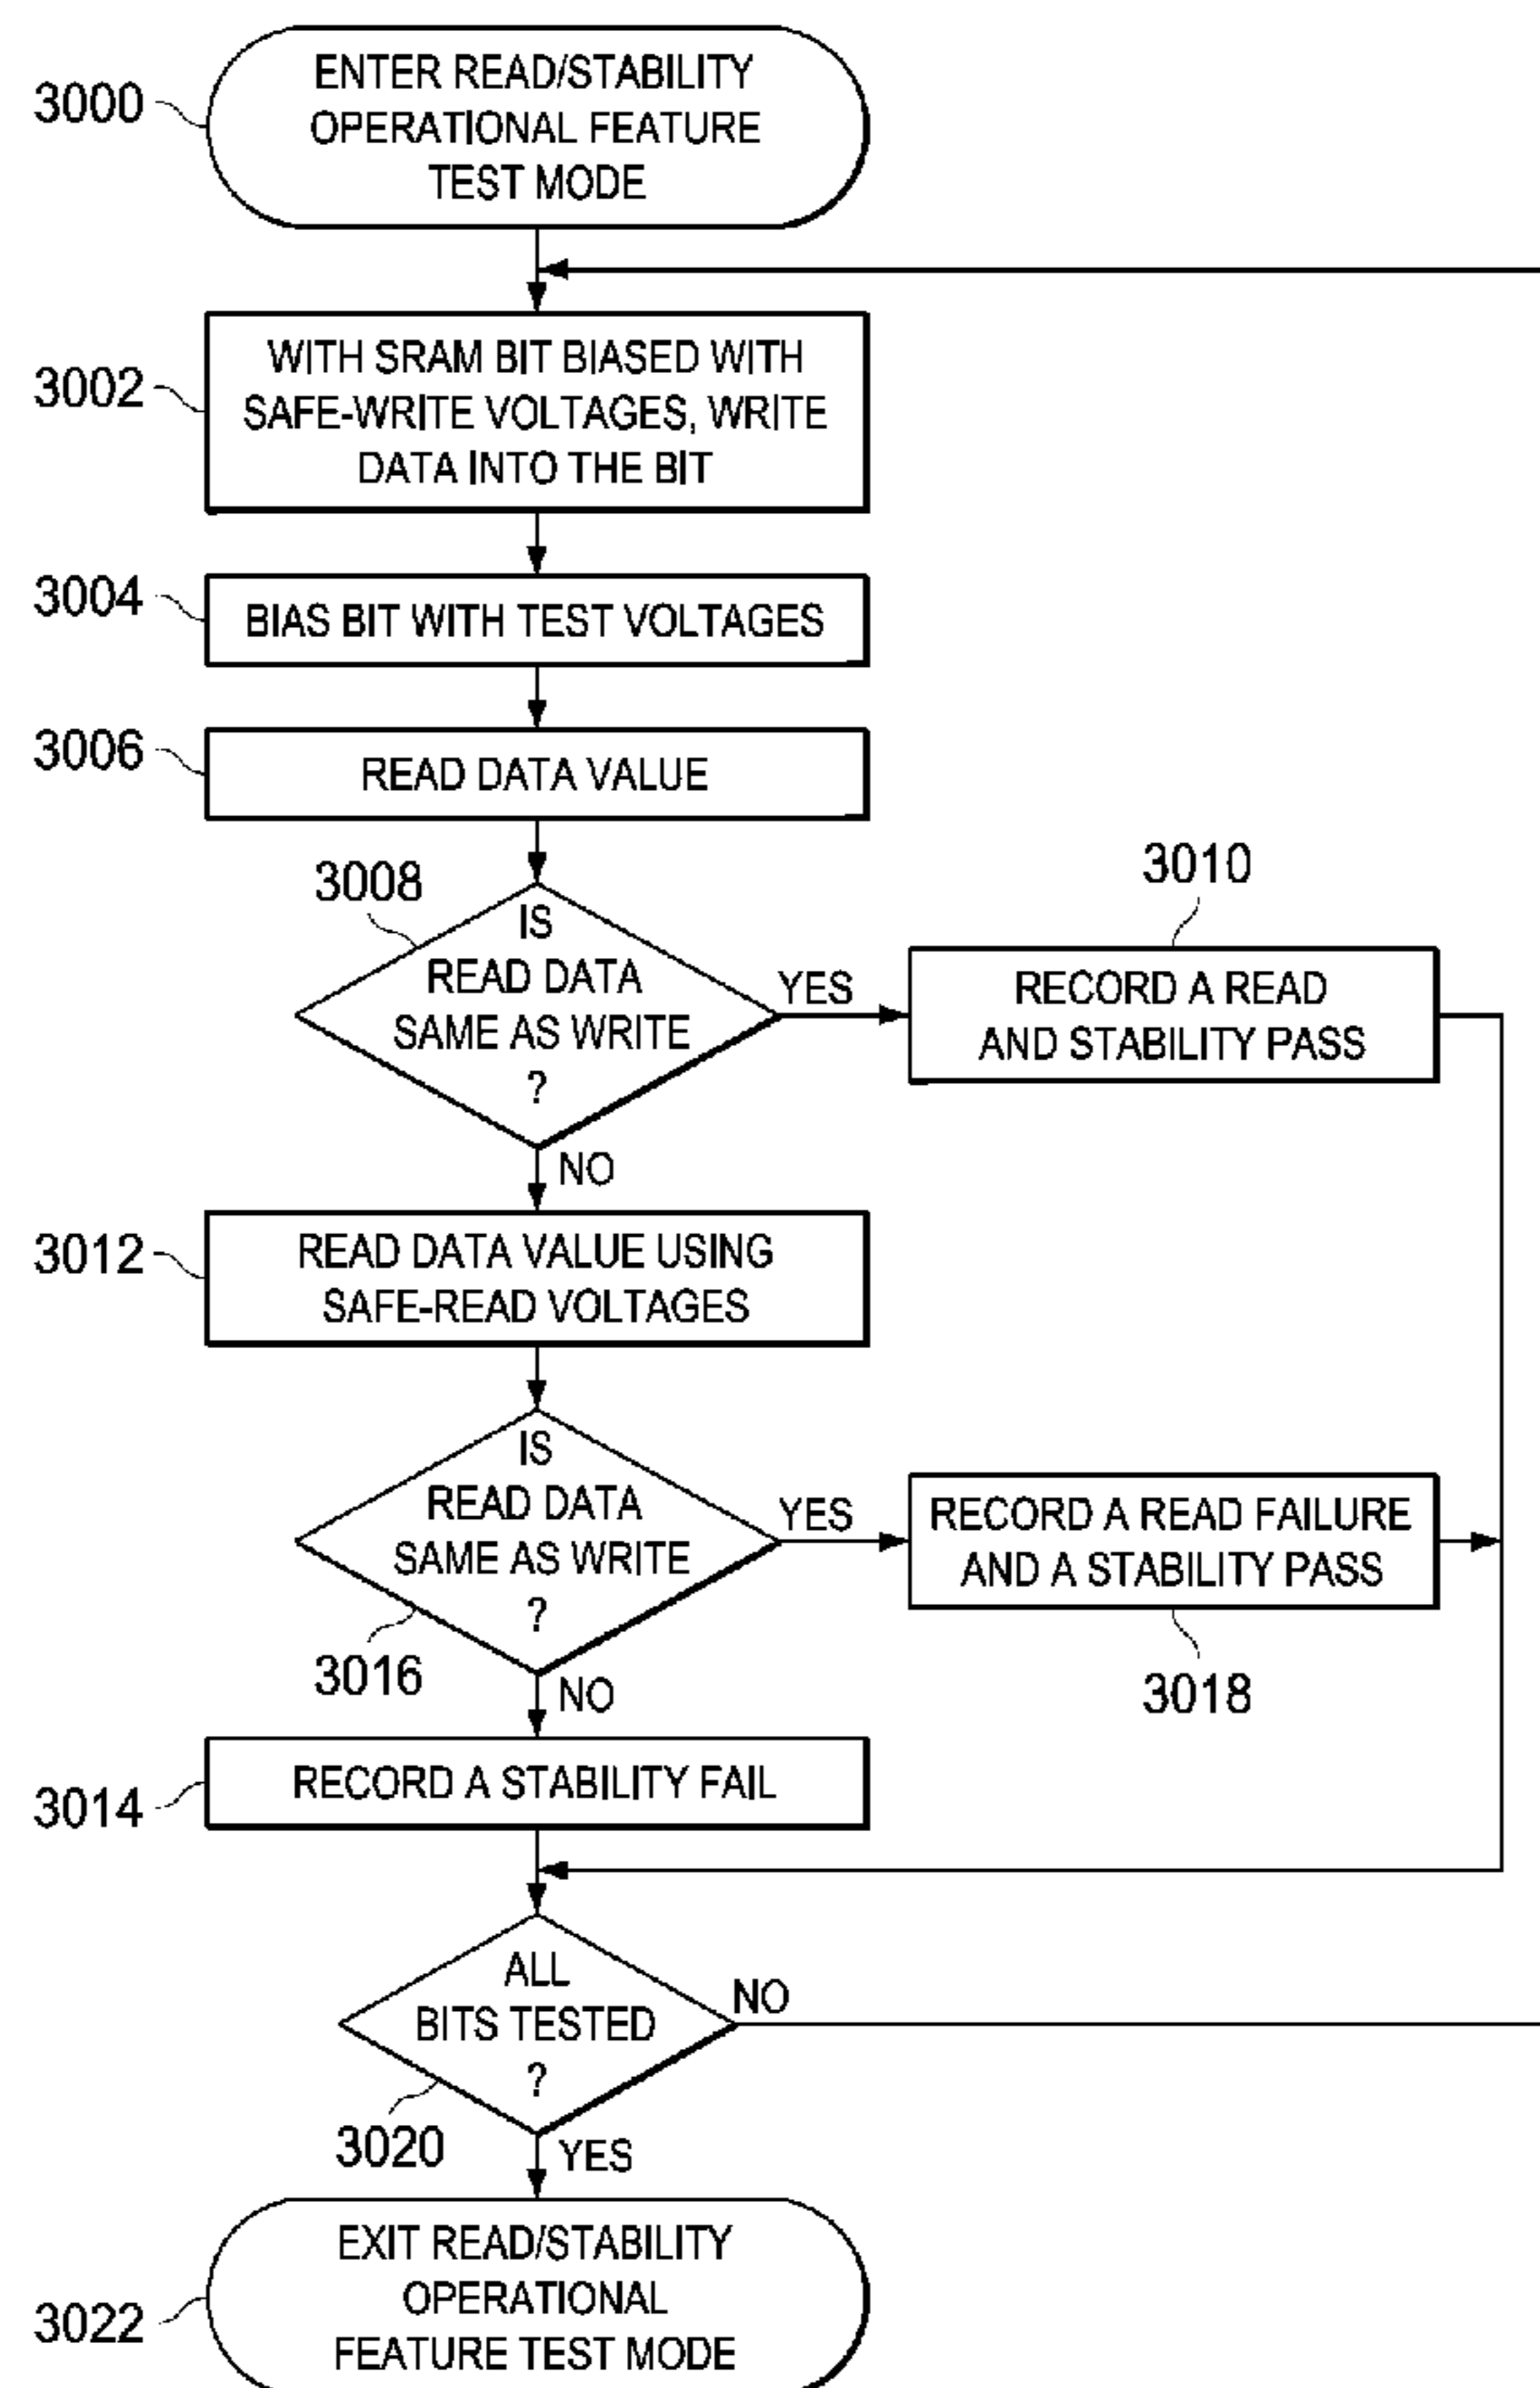 3000
ENTER READ/STABILITY
OPERATIONAL FEATURE
TEST MODE
3002
WITH SRAM BIT BIASED WITH
SAFE-WRITE VOLTAGES, WRITE
DATA INTO THE BIT
3004
BIAS BIT WITH TEST VOLTAGES
3006
READ DATA VALUE
3008
IS
READ DATA
SAME AS WRITE
?
YES
3010
RECORD A READ
AND STABILITY PASS
NO
3012
READ DATA VALUE USING
SAFE-READ VOLTAGES
IS
READ DATA
SAME AS WRITE
?
3016
YES
RECORD A READ FAILURE
AND A STABILITY PASS
3018
NO
3014
RECORD A STABILITY FAIL
ALL
BITS TESTED
?
3020
NO
YES
3022
EXIT READ/STABILITY
OPERATIONAL
FEATURE TEST MODE